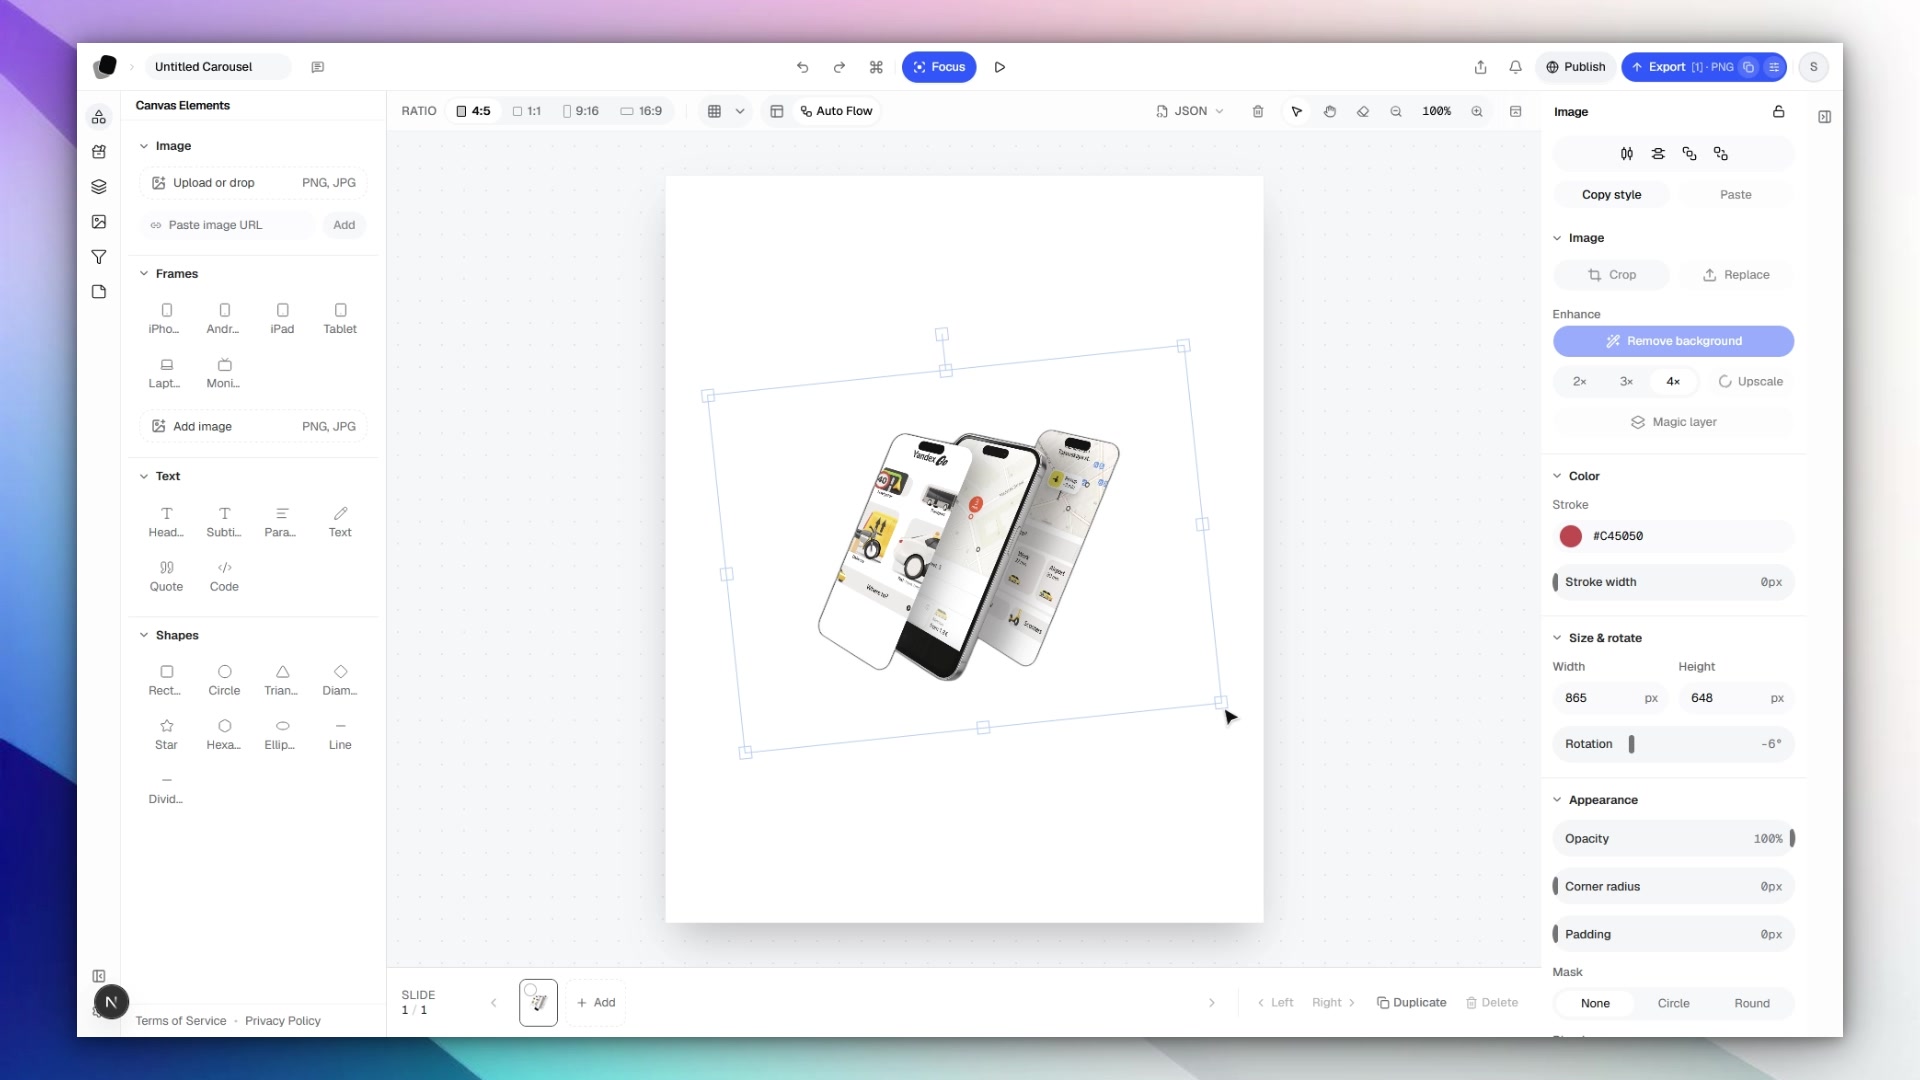 Untitled Carousel
Focus
Publish
Export [1] · PNG
S
Canvas Elements
RATIO 4:5 1:1 9:16 16:9
Auto Flow
JSON
100%
Image
Image
Upload or drop PNG, JPG
Paste image URL Add
Frames
iPho... Andr... iPad Tablet
Lapt... Moni...
Add image PNG, JPG
Text
Head... Subti... Para... Text
Quote Code
Shapes
Rect... Circle Trian... Diam...
Star Hexa... Ellip... Line
Divid...
N
Terms of Service · Privacy Policy
Yandex Go
40
Where to?
Scooters
SLIDE
1 / 1
Add
Left Right Duplicate Delete
Copy style Paste
Image
Crop Replace
Enhance
Remove background
2× 3× 4× Upscale
Magic layer
Color
Stroke
#C45050
Stroke width 0px
Size & rotate
Width Height
865 px 648 px
Rotation -6°
Appearance
Opacity 100%
Corner radius 0px
Padding 0px
Mask
None Circle Round